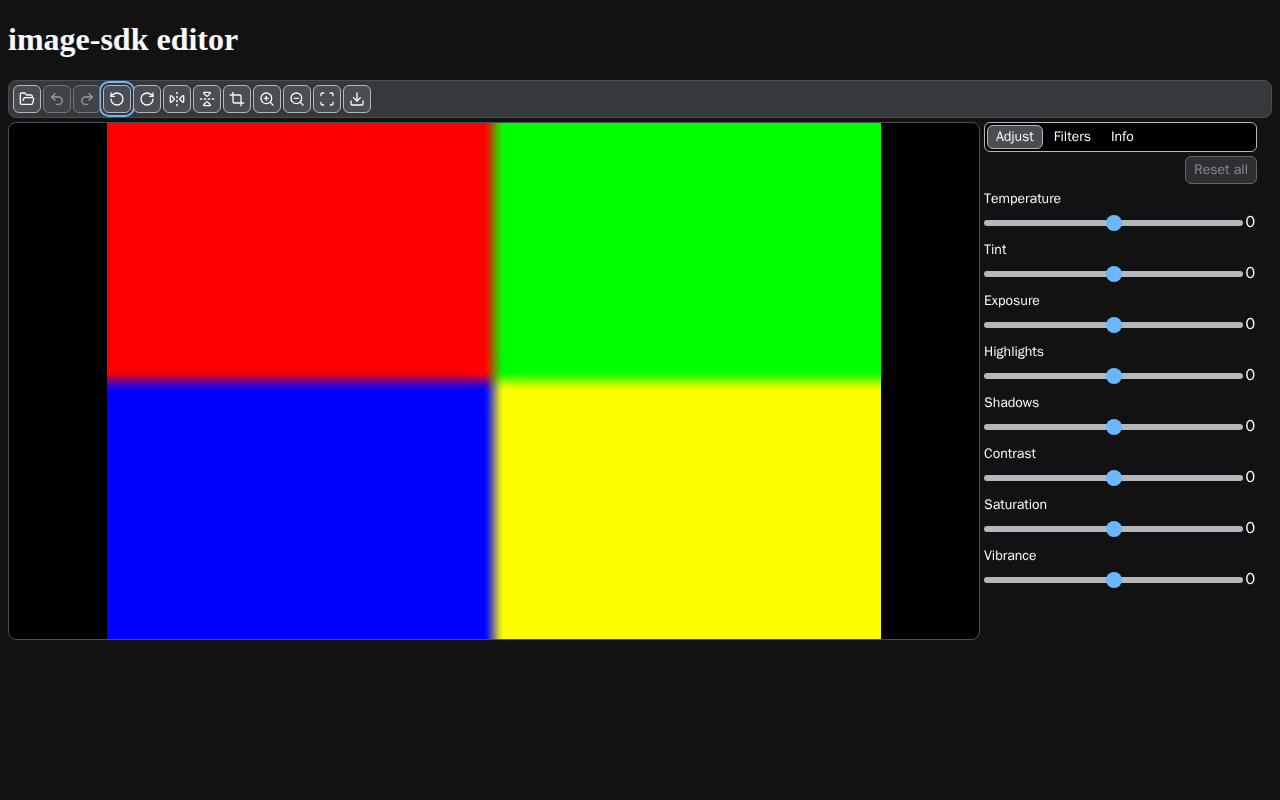 image-sdk editor
Adjust Filters Info
Reset all
Temperature
0
Tint
0
Exposure
0
Highlights
0
Shadows
0
Contrast
0
Saturation
0
Vibrance
0